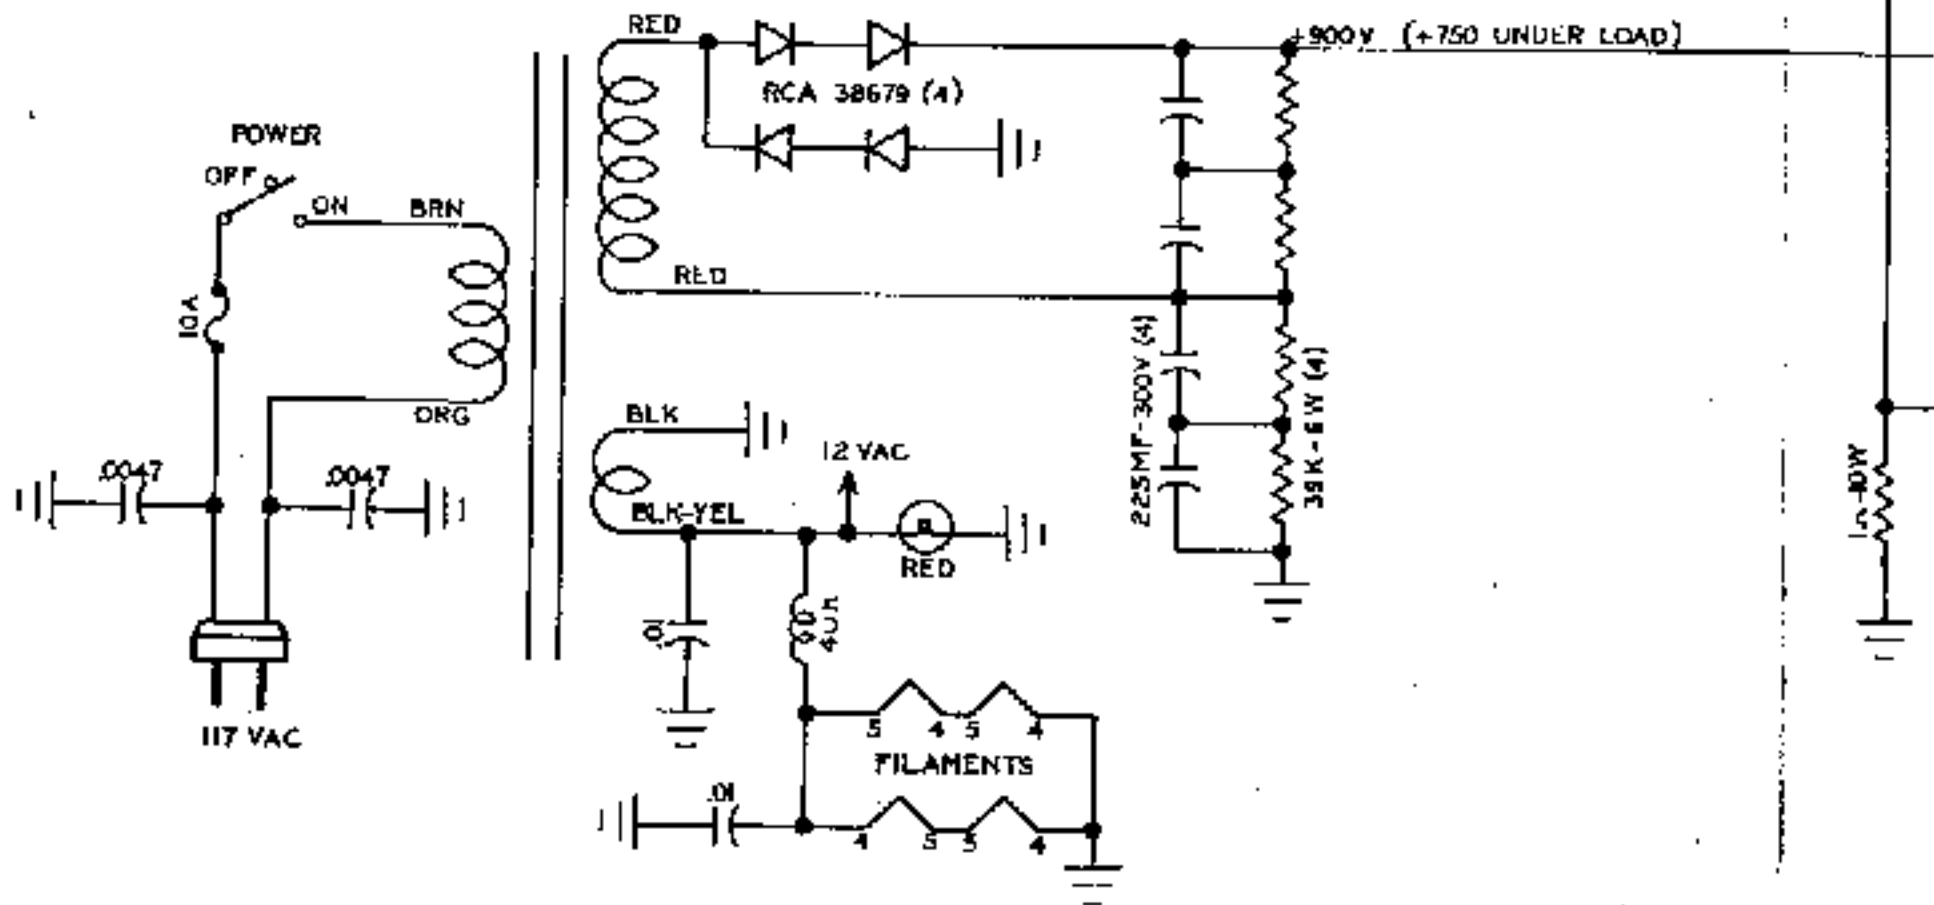 RED
+900V (+750 UNDER LOAD)
RCA 38679 (4)
POWER
OFF
ON
BRN
RED
10A
ORG
225MF-300V (4)
39K-6W (4)
BLK
12 VAC
.0047
.0047
BLK-YEL
RED
10W
.01
117 VAC
5 4 5 4
FILAMENTS
.01
4 5 5 4